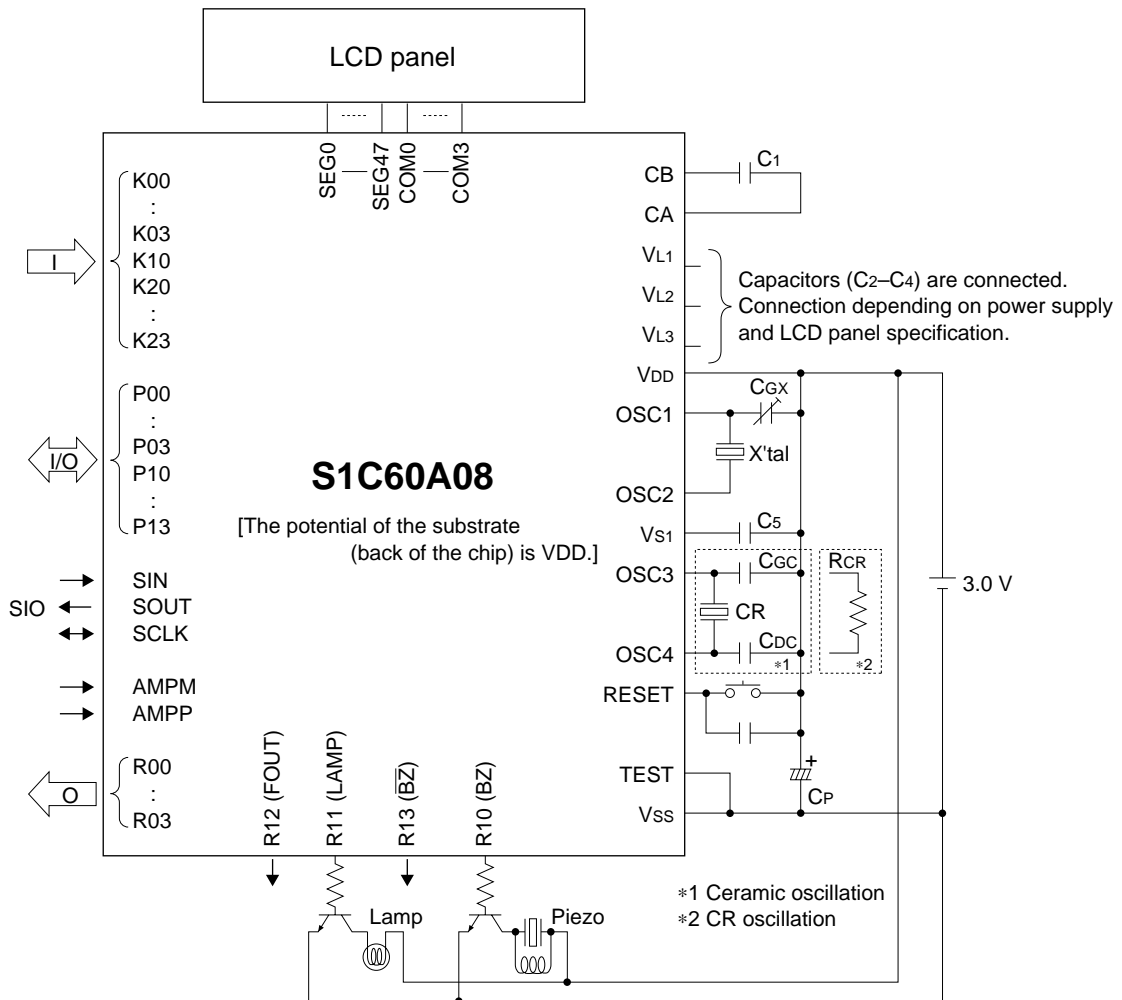 LCD panel
SEG0
SEG47
COM0
COM3
K00
:
K03
K10
K20
:
K23
I
P00
:
P03
P10
:
P13
I/O
SIO
SIN
SOUT
SCLK
AMPM
AMPP
R00
:
R03
O
S1C60A08
[The potential of the substrate
(back of the chip) is VDD.]
R12 (FOUT)
R11 (LAMP)
R13 (B̅Z̅)
R10 (BZ)
CB
C1
CA
VL1
VL2
VL3
Capacitors (C2–C4) are connected.
Connection depending on power supply
and LCD panel specification.
VDD
CGX
OSC1
X'tal
OSC2
VS1
C5
OSC3
CGC
RCR
CR
3.0 V
OSC4
CDC
*1
*2
RESET
TEST
+
CP
VSS
*1 Ceramic oscillation
*2 CR oscillation
Lamp
Piezo